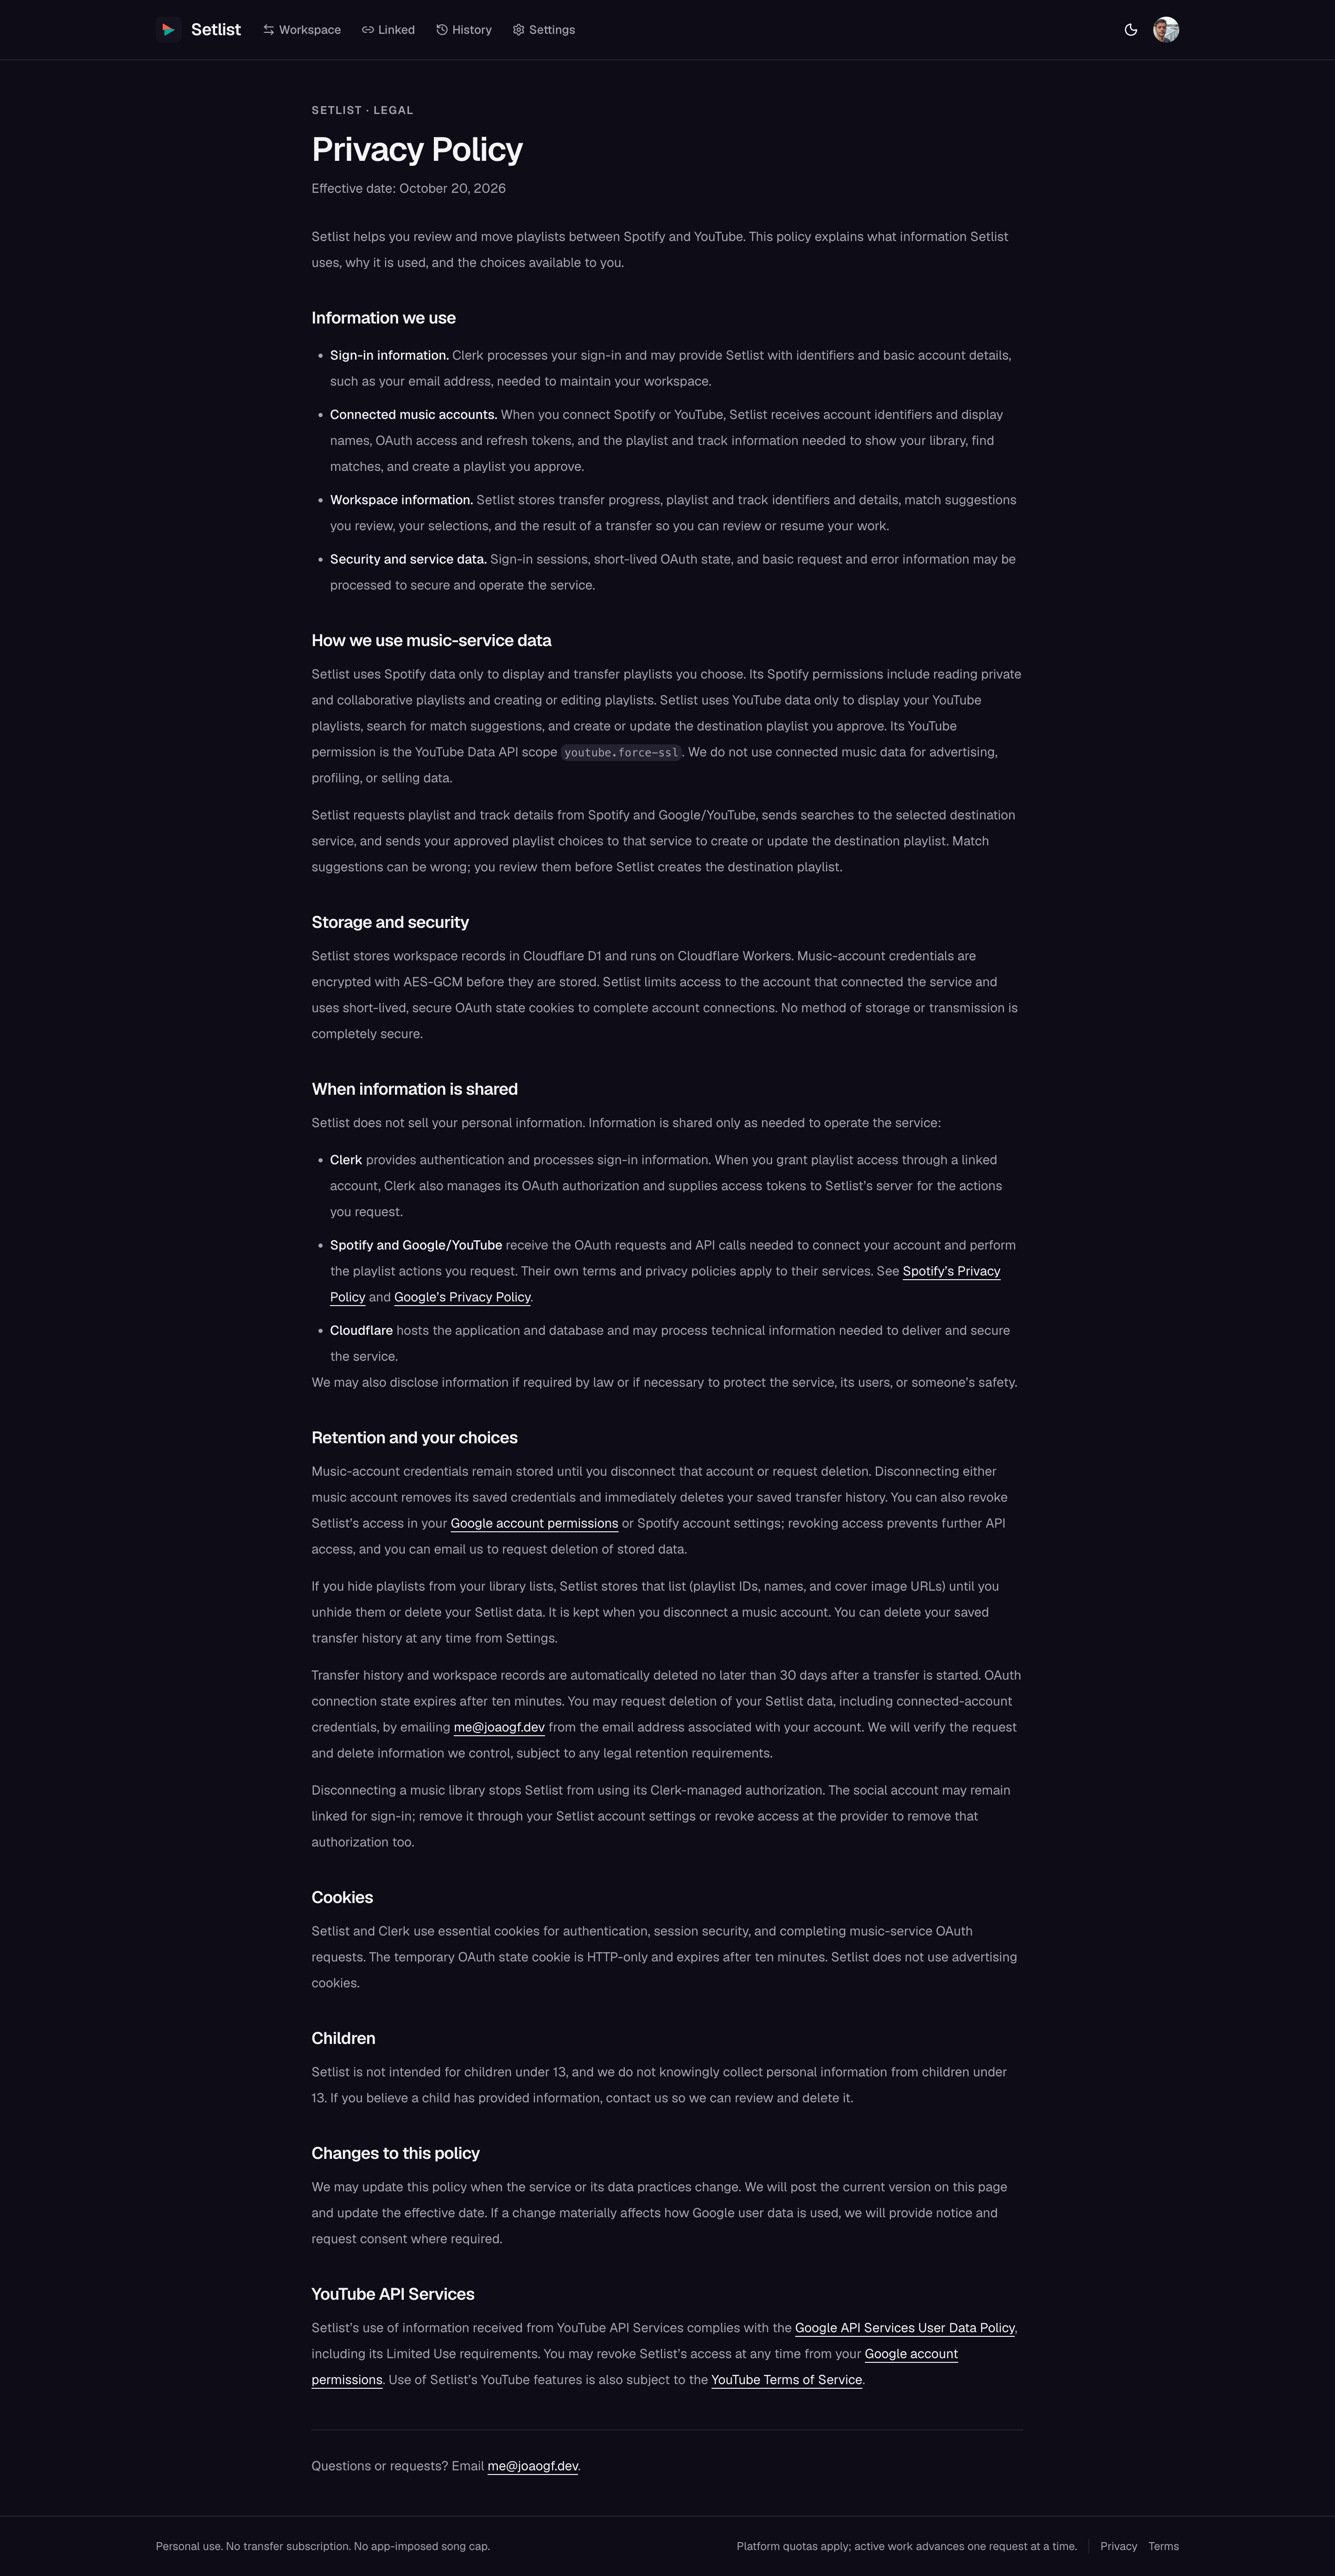 Setlist
Workspace
Linked
History
Settings
SETLIST · LEGAL
Privacy Policy
Effective date: October 20, 2026
Setlist helps you review and move playlists between Spotify and YouTube. This policy explains what information Setlist
uses, why it is used, and the choices available to you.
Information we use
• Sign-in information. Clerk processes your sign-in and may provide Setlist with identifiers and basic account details,
such as your email address, needed to maintain your workspace.
• Connected music accounts. When you connect Spotify or YouTube, Setlist receives account identifiers and display
names, OAuth access and refresh tokens, and the playlist and track information needed to show your library, find
matches, and create a playlist you approve.
• Workspace information. Setlist stores transfer progress, playlist and track identifiers and details, match suggestions
you review, your selections, and the result of a transfer so you can review or resume your work.
• Security and service data. Sign-in sessions, short-lived OAuth state, and basic request and error information may be
processed to secure and operate the service.
How we use music-service data
Setlist uses Spotify data only to display and transfer playlists you choose. Its Spotify permissions include reading private
and collaborative playlists and creating or editing playlists. Setlist uses YouTube data only to display your YouTube
playlists, search for match suggestions, and create or update the destination playlist you approve. Its YouTube
permission is the YouTube Data API scope youtube.force-ssl. We do not use connected music data for advertising,
profiling, or selling data.
Setlist requests playlist and track details from Spotify and Google/YouTube, sends searches to the selected destination
service, and sends your approved playlist choices to that service to create or update the destination playlist. Match
suggestions can be wrong; you review them before Setlist creates the destination playlist.
Storage and security
Setlist stores workspace records in Cloudflare D1 and runs on Cloudflare Workers. Music-account credentials are
encrypted with AES-GCM before they are stored. Setlist limits access to the account that connected the service and
uses short-lived, secure OAuth state cookies to complete account connections. No method of storage or transmission is
completely secure.
When information is shared
Setlist does not sell your personal information. Information is shared only as needed to operate the service:
• Clerk provides authentication and processes sign-in information. When you grant playlist access through a linked
account, Clerk also manages its OAuth authorization and supplies access tokens to Setlist's server for the actions
you request.
• Spotify and Google/YouTube receive the OAuth requests and API calls needed to connect your account and perform
the playlist actions you request. Their own terms and privacy policies apply to their services. See Spotify's Privacy
Policy and Google's Privacy Policy.
• Cloudflare hosts the application and database and may process technical information needed to deliver and secure
the service.
We may also disclose information if required by law or if necessary to protect the service, its users, or someone's safety.
Retention and your choices
Music-account credentials remain stored until you disconnect that account or request deletion. Disconnecting either
music account removes its saved credentials and immediately deletes your saved transfer history. You can also revoke
Setlist's access in your Google account permissions or Spotify account settings; revoking access prevents further API
access, and you can email us to request deletion of stored data.
If you hide playlists from your library lists, Setlist stores that list (playlist IDs, names, and cover image URLs) until you
unhide them or delete your Setlist data. It is kept when you disconnect a music account. You can delete your saved
transfer history at any time from Settings.
Transfer history and workspace records are automatically deleted no later than 30 days after a transfer is started. OAuth
connection state expires after ten minutes. You may request deletion of your Setlist data, including connected-account
credentials, by emailing me@joaogf.dev from the email address associated with your account. We will verify the request
and delete information we control, subject to any legal retention requirements.
Disconnecting a music library stops Setlist from using its Clerk-managed authorization. The social account may remain
linked for sign-in; remove it through your Setlist account settings or revoke access at the provider to remove that
authorization too.
Cookies
Setlist and Clerk use essential cookies for authentication, session security, and completing music-service OAuth
requests. The temporary OAuth state cookie is HTTP-only and expires after ten minutes. Setlist does not use advertising
cookies.
Children
Setlist is not intended for children under 13, and we do not knowingly collect personal information from children under
13. If you believe a child has provided information, contact us so we can review and delete it.
Changes to this policy
We may update this policy when the service or its data practices change. We will post the current version on this page
and update the effective date. If a change materially affects how Google user data is used, we will provide notice and
request consent where required.
YouTube API Services
Setlist's use of information received from YouTube API Services complies with the Google API Services User Data Policy,
including its Limited Use requirements. You may revoke Setlist's access at any time from your Google account
permissions. Use of Setlist's YouTube features is also subject to the YouTube Terms of Service.
Questions or requests? Email me@joaogf.dev.
Personal use. No transfer subscription. No app-imposed song cap.
Platform quotas apply; active work advances one request at a time.
Privacy
Terms